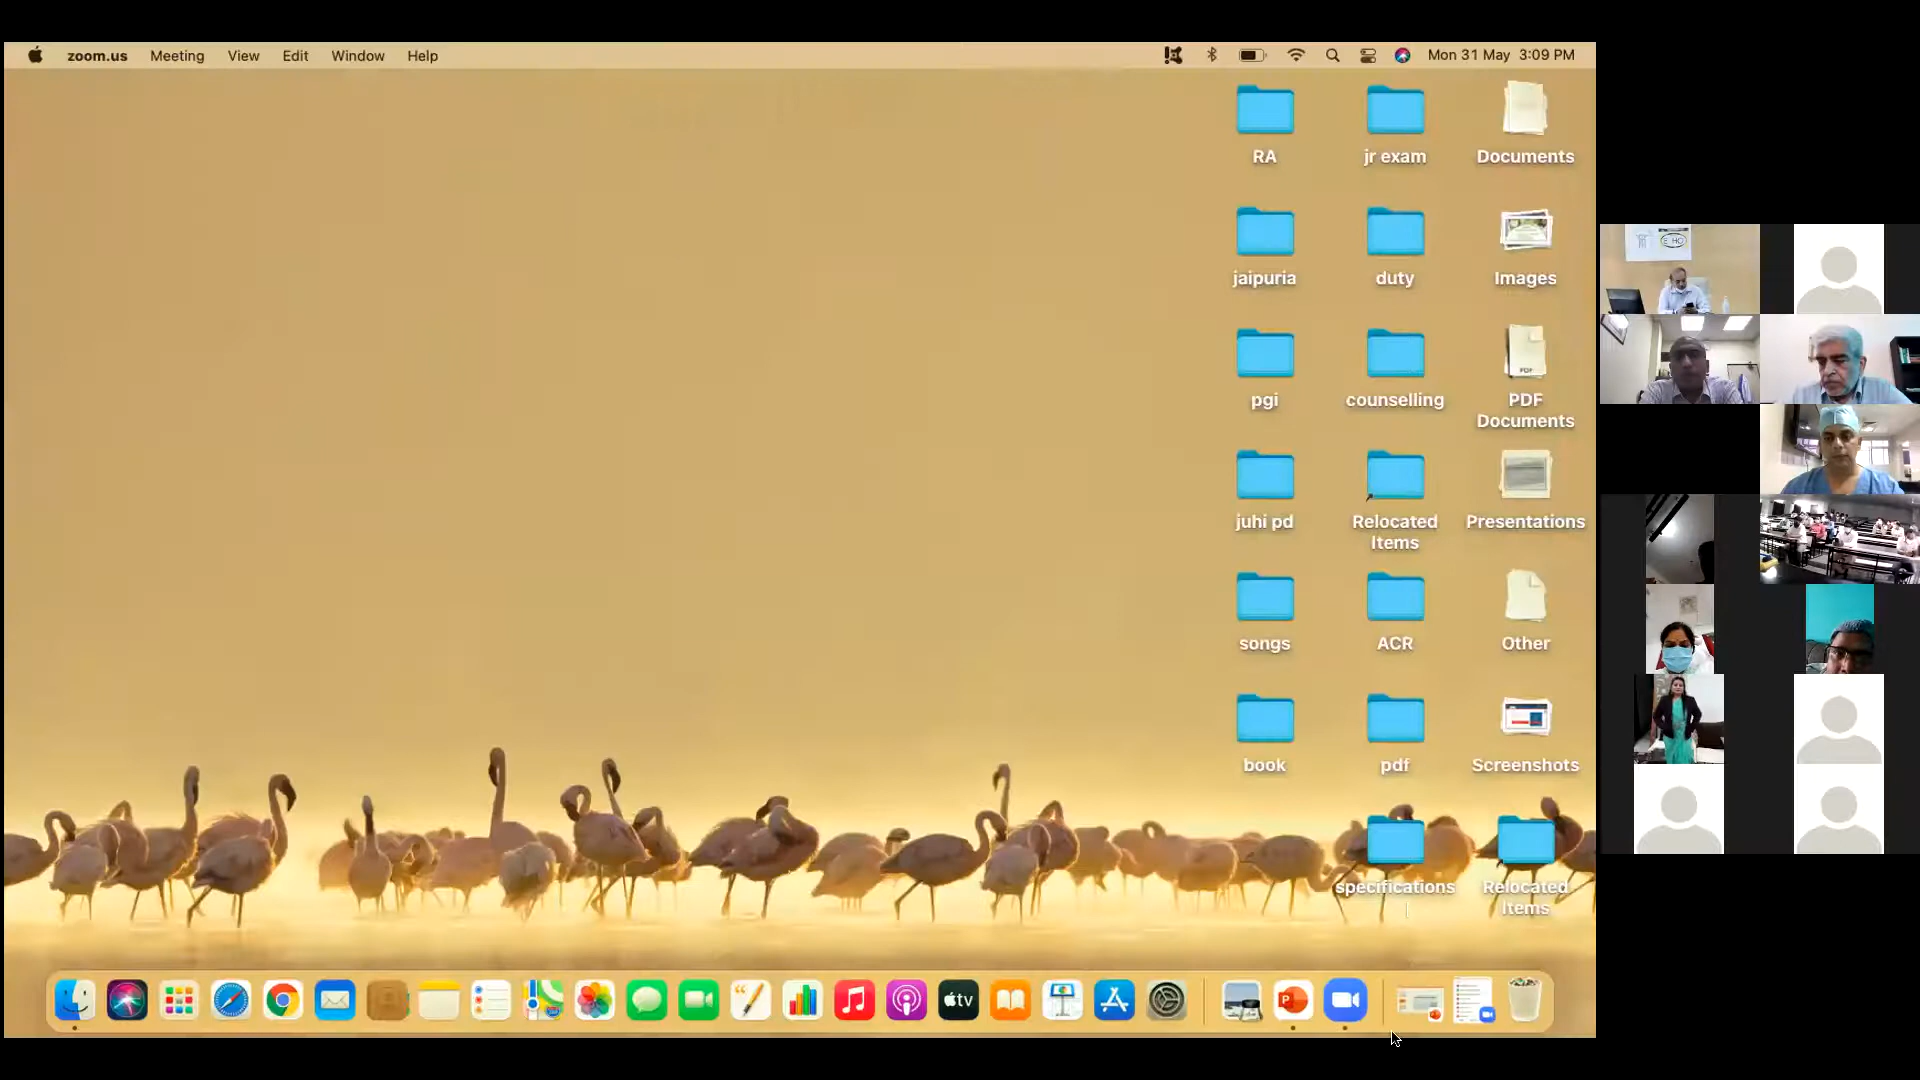 zoom.us Meeting View Edit Window Help Mon 31 May 3:09 PM
RA jr exam Documents
jaipuria duty Images
pgi counselling PDF
Documents
juhi pd Relocated
Items Presentations
songs ACR Other
book pdf Screenshots
specifications Relocated
Items
tv